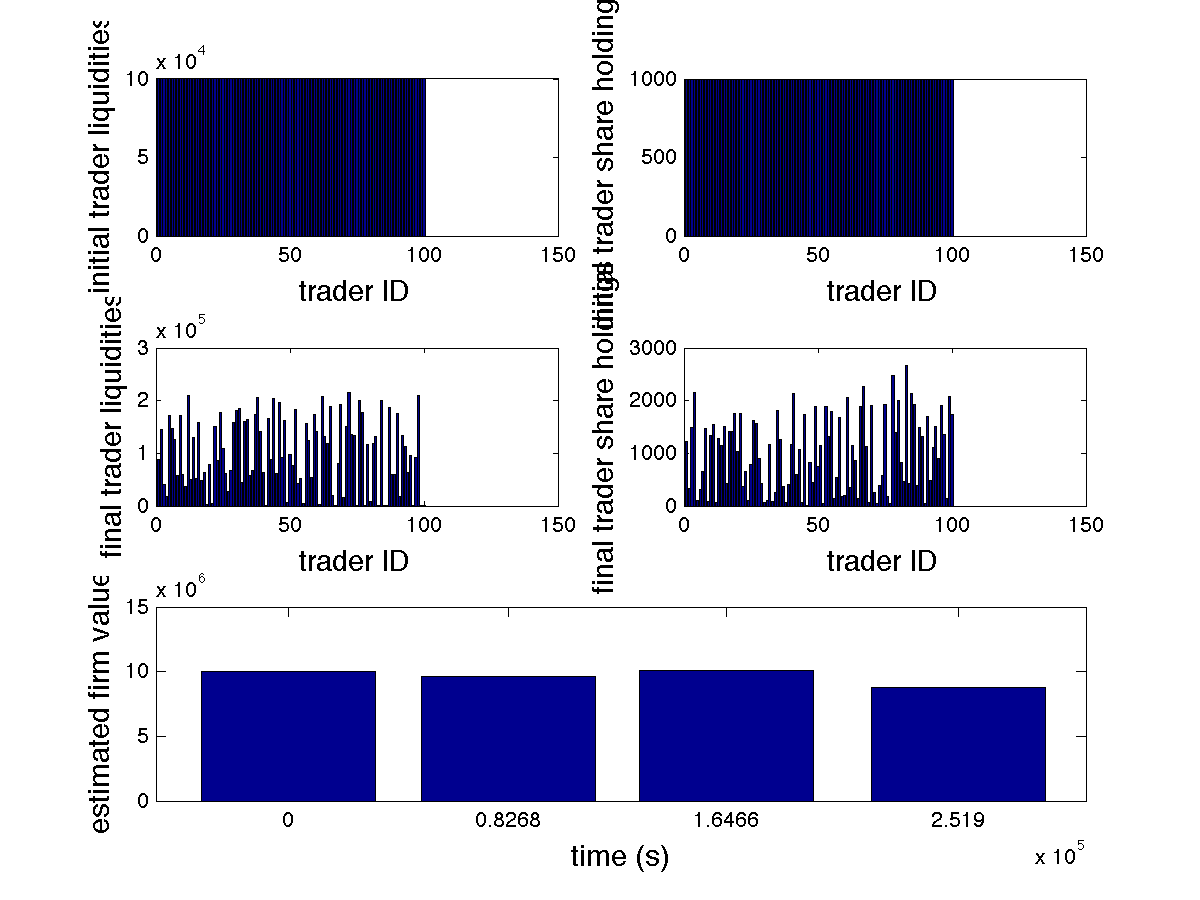 initial trader liquidities
x 10^4
10
5
0
0 50 100 150
trader ID
trader share holding
1000
500
0
0 50 100 150
trader ID
final trader liquidities
x 10^5
3
2
1
0
0 50 100 150
trader ID
final trader share holdings
3000
2000
1000
0
0 50 100 150
trader ID
estimated firm value
x 10^6
15
10
5
0
0 0.8268 1.6466 2.519
time (s)
x 10^5